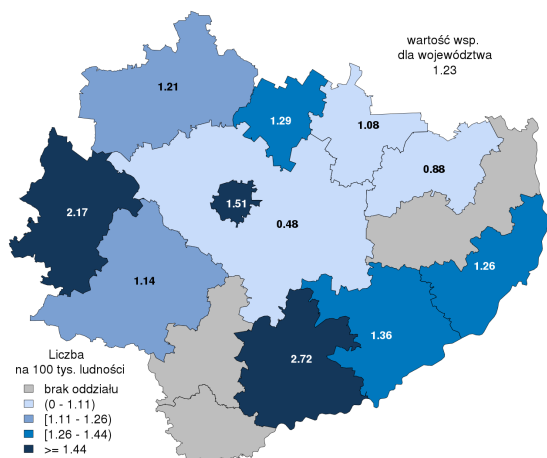 wartość wsp.
dla województwa
1.23
1.21
1.29
1.08
0.88
2.17
1.51
0.48
1.26
1.14
1.36
2.72
Liczba
na 100 tys. ludności
brak oddziału
(0 - 1.11)
[1.11 - 1.26)
[1.26 - 1.44)
>= 1.44